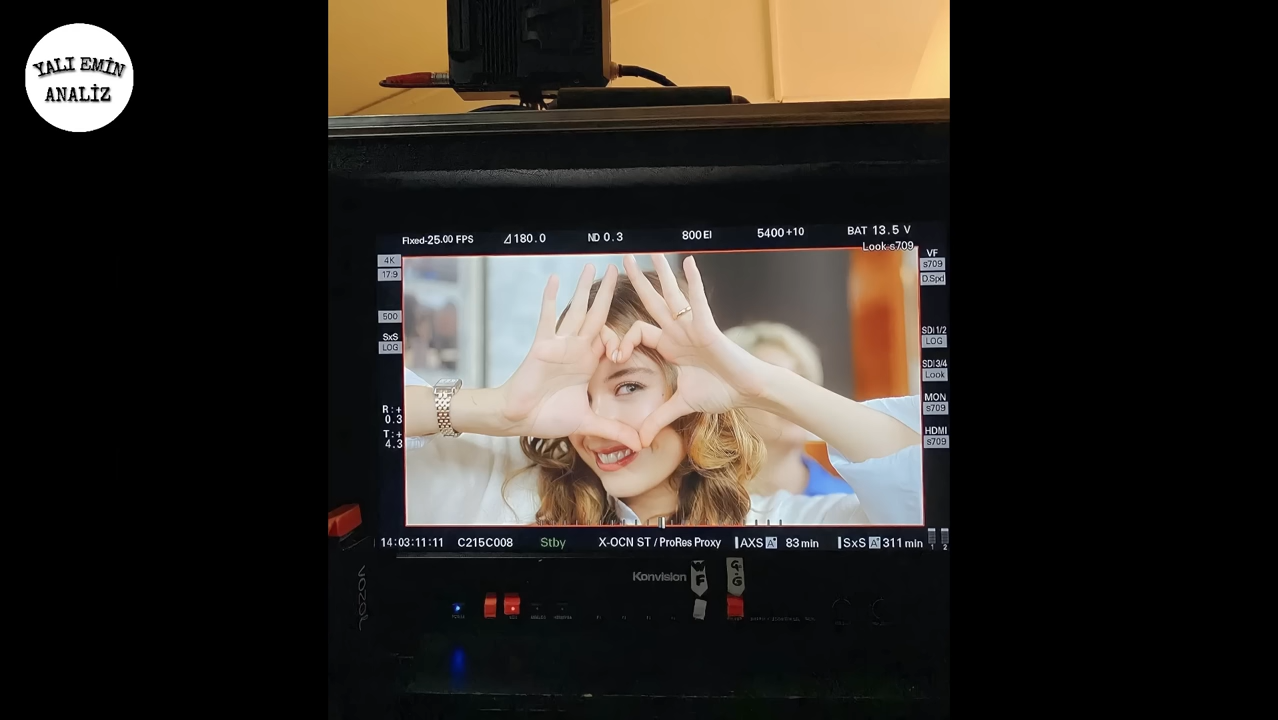 YALI EMİN
ANALİZ
Fixed-25.00 FPS
180.0
ND 0.3
800 EI
5400+10
BAT 13.5 V
Look-s709
4K
17:9
500
SxS
LOG
R:+
0.3
T:+
4.3
VF
s709
D.Spd
SDI 1/2
LOG
SDI 3/4
Look
MON
s709
HDMI
s709
14:03:11:11
C215C008
Stby
X-OCN ST / ProRes Proxy
AXS A 83 min
SxS A 311 min
1 2
Konvision
F
G-G